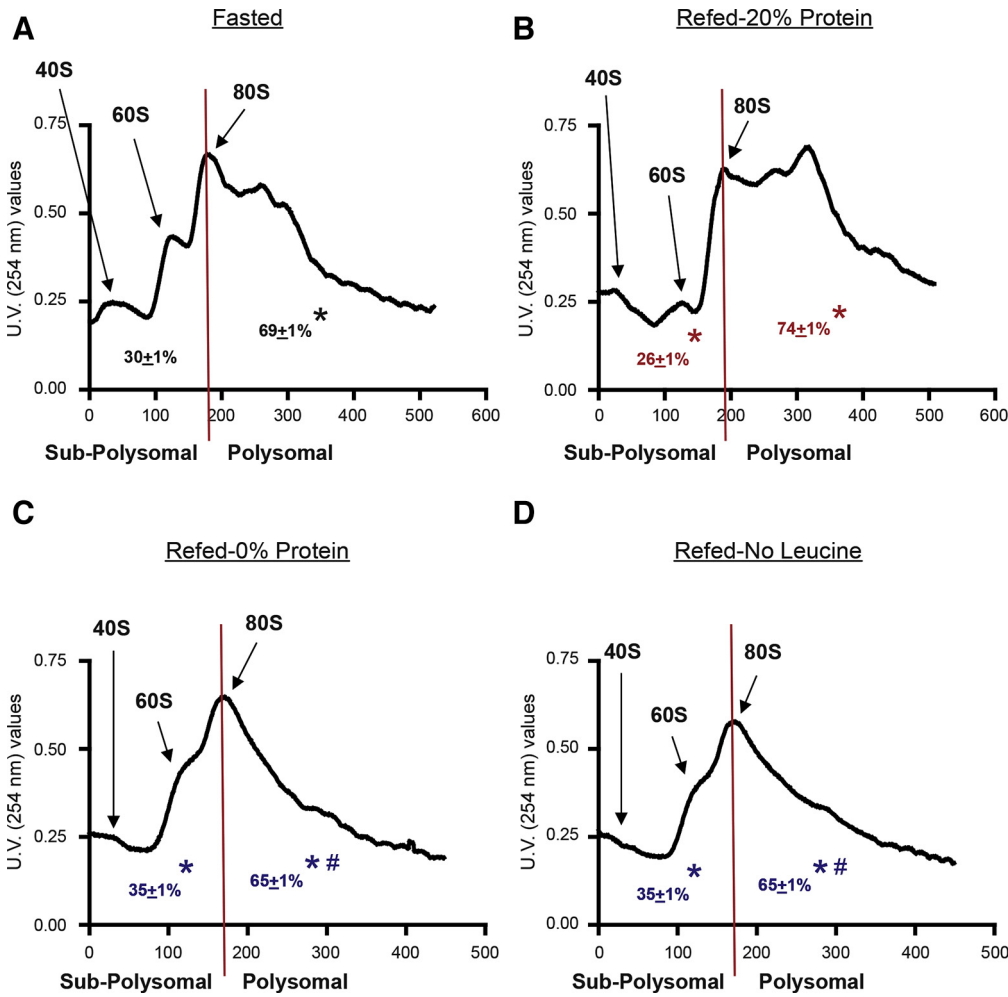 A
Fasted
40S
60S
80S
U.V. (254 nm) values
0.75
0.50
0.25
0.00
69±1%
*
30±1%
0 100 200 300 400 500 600
Sub-Polysomal Polysomal
B
Refed-20% Protein
40S
60S
80S
U.V. (254 nm) values
0.75
0.50
0.25
0.00
74±1%
*
26±1%
*
0 100 200 300 400 500 600
Sub-Polysomal Polysomal
C
Refed-0% Protein
40S
60S
80S
U.V. (254 nm) values
0.75
0.50
0.25
0.00
35±1%
*
65±1%
* #
0 100 200 300 400 500
Sub-Polysomal Polysomal
D
Refed-No Leucine
40S
60S
80S
U.V. (254 nm) values
0.75
0.50
0.25
0.00
35±1%
*
65±1%
* #
0 100 200 300 400 500
Sub-Polysomal Polysomal